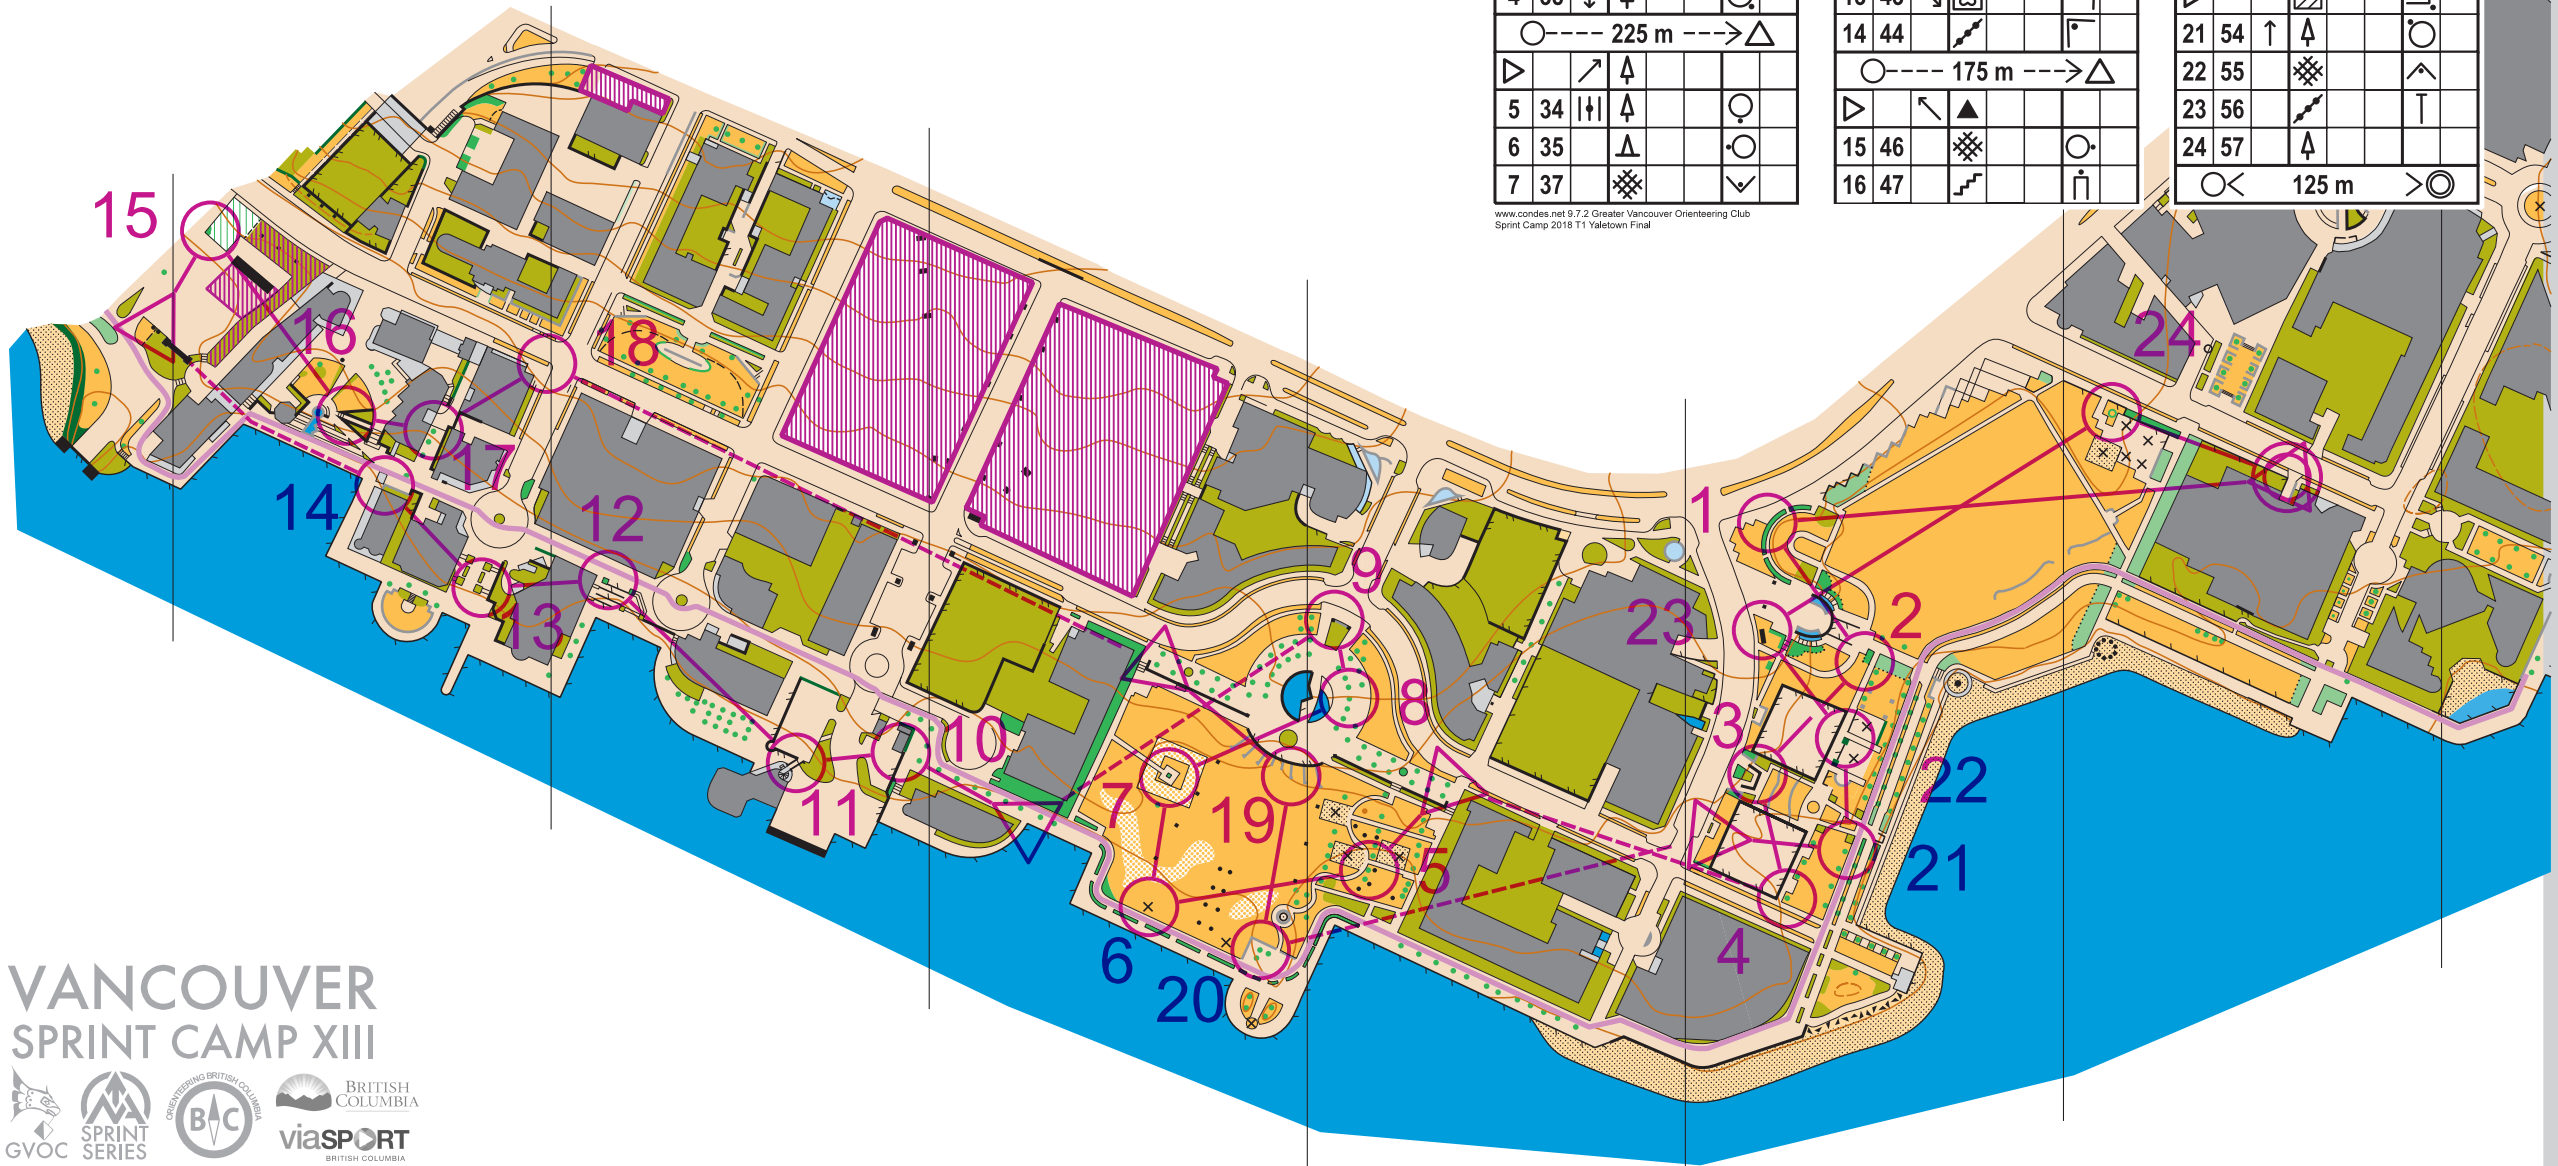 225 m
5 34
6 35
7 37
14 44
175 m
15 46
16 47
21 54
22 55
23 56
24 57
125 m
www.condes.net 9.7.2 Greater Vancouver Orienteering Club
Sprint Camp 2018 T1 Yaletown Final
15
16
18
17
14
12
13
10
11
9
8
7
19
5
6
20
1
2
23
3
22
21
4
24
VANCOUVER
SPRINT CAMP XIII
GVOC
SPRINT
SERIES
ORIENTEERING BRITISH COLUMBIA
B C
BRITISH
COLUMBIA
viaSPORT
BRITISH COLUMBIA